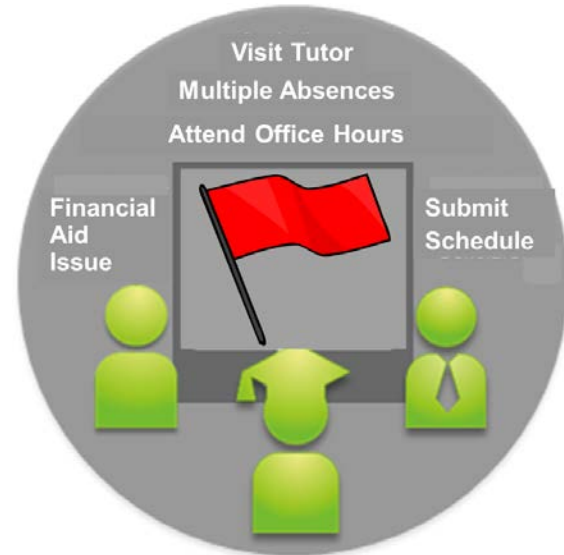 Visit Tutor
Multiple Absences
Attend Office Hours
Financial
Aid
Issue
Submit
Schedule